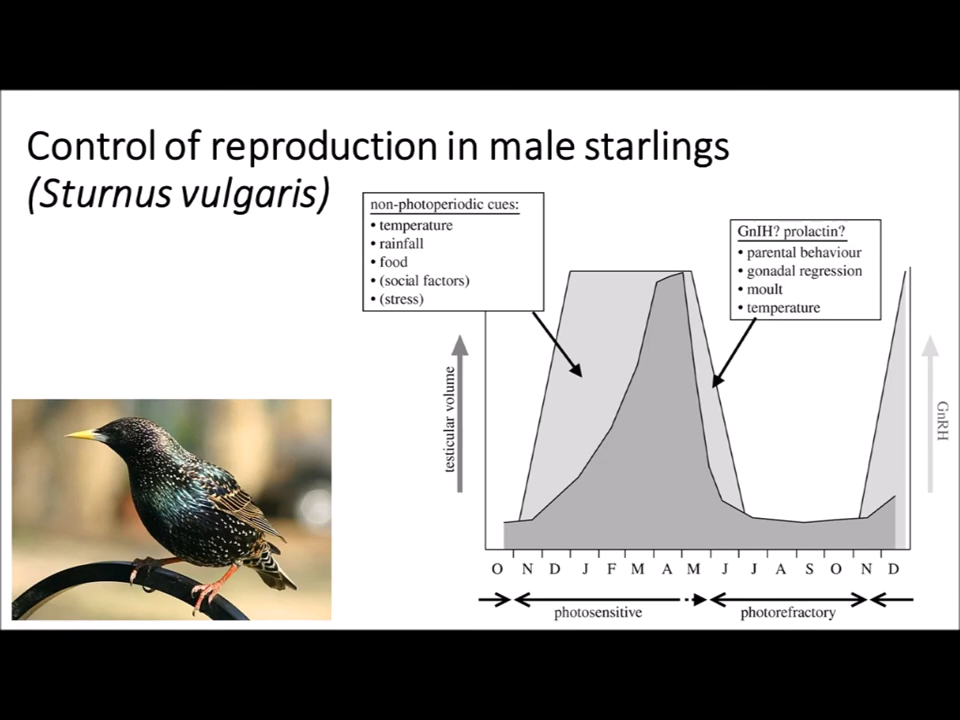 Control of reproduction in male starlings
(Sturnus vulgaris)
non-photoperiodic cues:
• temperature
• rainfall
• food
• (social factors)
• (stress)
GnIH? prolactin?
• parental behaviour
• gonadal regression
• moult
• temperature
testicular volume
GnRH
O N D J F M A M J J A S O N D
photosensitive photorefractory